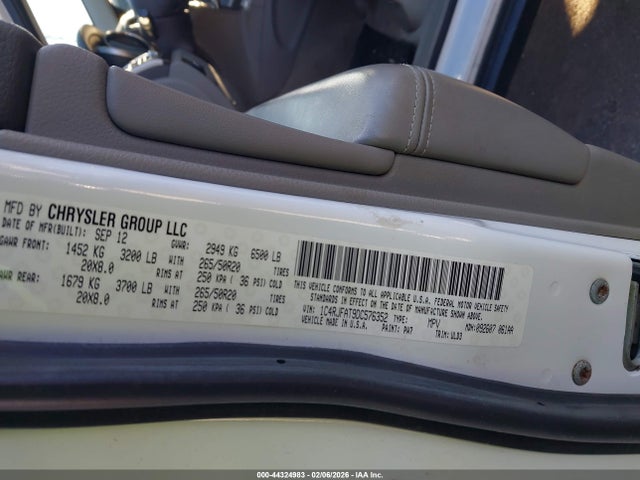 MFD BY CHRYSLER GROUP LLC
DATE OF MFR(BUILT): SEP 12 GVWR: 2949 KG 6500 LB
GAWR FRONT: 1452 KG 3200 LB WITH 265/50R20 TIRES
20X8.0 RIMS AT 250 KPA ( 36 PSI) COLD
GAWR REAR: 1679 KG 3700 LB WITH 265/50R20 TIRES
20X8.0 RIMS AT 250 KPA ( 36 PSI) COLD
THIS VEHICLE CONFORMS TO ALL APPLICABLE U.S.A. FEDERAL MOTOR VEHICLE SAFETY
STANDARDS IN EFFECT ON THE DATE OF MANUFACTURE SHOWN ABOVE.
VIN: 1C4RJFAT9DC576352 TYPE: MPV MDH:092607 061AA
VEHICLE MADE IN U.S.A. PAINT: PW7 TRIM: VLD3
000-44324983 02/06/2026 IAA Inc.